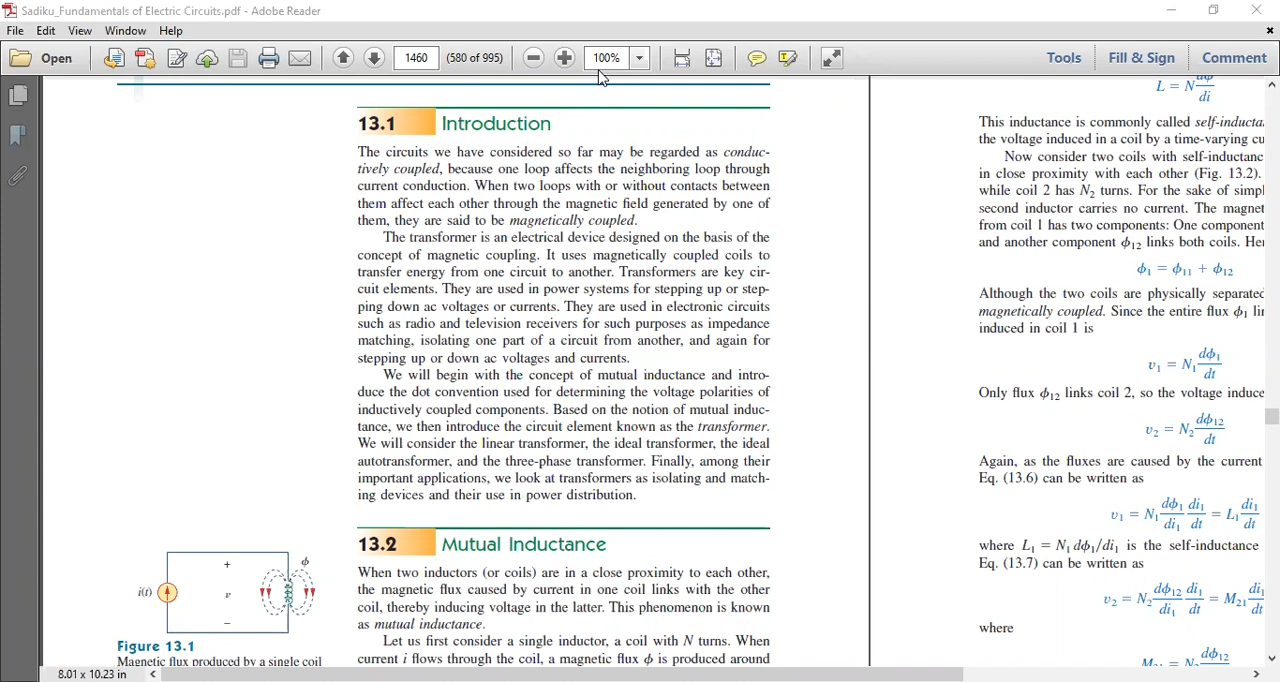 Sadiku_Fundamentals of Electric Circuits.pdf - Adobe Reader
File Edit View Window Help
Open 1460 (580 of 995) 100% Tools Fill & Sign Comment
13.1 Introduction
The circuits we have considered so far may be regarded as conduc-
tively coupled, because one loop affects the neighboring loop through
current conduction. When two loops with or without contacts between
them affect each other through the magnetic field generated by one of
them, they are said to be magnetically coupled.
The transformer is an electrical device designed on the basis of the
concept of magnetic coupling. It uses magnetically coupled coils to
transfer energy from one circuit to another. Transformers are key cir-
cuit elements. They are used in power systems for stepping up or step-
ping down ac voltages or currents. They are used in electronic circuits
such as radio and television receivers for such purposes as impedance
matching, isolating one part of a circuit from another, and again for
stepping up or down ac voltages and currents.
We will begin with the concept of mutual inductance and intro-
duce the dot convention used for determining the voltage polarities of
inductively coupled components. Based on the notion of mutual induc-
tance, we then introduce the circuit element known as the transformer.
We will consider the linear transformer, the ideal transformer, the ideal
autotransformer, and the three-phase transformer. Finally, among their
important applications, we look at transformers as isolating and match-
ing devices and their use in power distribution.
13.2 Mutual Inductance
When two inductors (or coils) are in a close proximity to each other,
the magnetic flux caused by current in one coil links with the other
coil, thereby inducing voltage in the latter. This phenomenon is known
as mutual inductance.
Let us first consider a single inductor, a coil with N turns. When
current i flows through the coil, a magnetic flux ϕ is produced around
i(t) + v − ϕ
Figure 13.1
Magnetic flux produced by a single coil
L = N dϕ/di
This inductance is commonly called self-inducta
the voltage induced in a coil by a time-varying cu
Now consider two coils with self-inductanc
in close proximity with each other (Fig. 13.2).
while coil 2 has N₂ turns. For the sake of simpl
second inductor carries no current. The magnet
from coil 1 has two components: One component
and another component ϕ₁₂ links both coils. He
ϕ₁ = ϕ₁₁ + ϕ₁₂
Although the two coils are physically separated
magnetically coupled. Since the entire flux ϕ₁ li
induced in coil 1 is
v₁ = N₁ dϕ₁/dt
Only flux ϕ₁₂ links coil 2, so the voltage induce
v₂ = N₂ dϕ₁₂/dt
Again, as the fluxes are caused by the current
Eq. (13.6) can be written as
v₁ = N₁ dϕ₁/di₁ di₁/dt = L₁ di₁/dt
where L₁ = N₁ dϕ₁/di₁ is the self-inductance
Eq. (13.7) can be written as
v₂ = N₂ dϕ₁₂/di₁ di₁/dt = M₂₁ di₁/dt
where
M₂₁ = N₂ dϕ₁₂
8.01 x 10.23 in